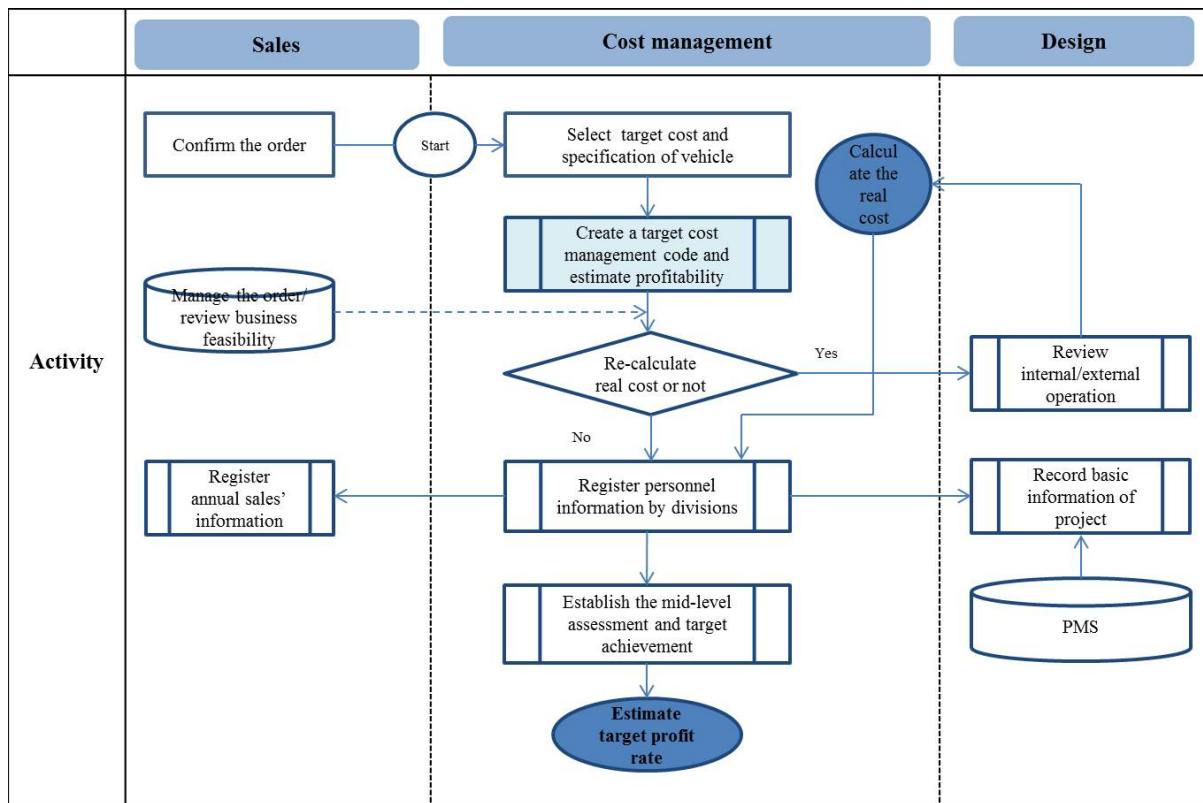 Sales
Cost management
Design
Activity
Confirm the order
Start
Select target cost and
specification of vehicle
Calcul
ate the
real
cost
Create a target cost
management code and
estimate profitability
Manage the order/
review business
feasibility
Re-calculate
real cost or not
Yes
Review
internal/external
operation
No
Register
annual sales’
information
Register personnel
information by divisions
Record basic
information of
project
Establish the mid-level
assessment and target
achievement
PMS
Estimate
target profit
rate